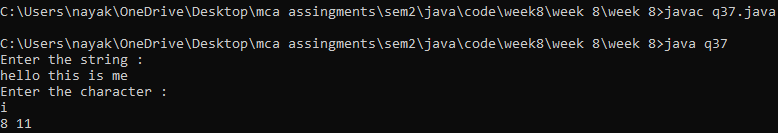 C:\Users\nayak\OneDrive\Desktop\mca assingments\sem2\java\code\week8\week 8\week 8>javac q37.java
C:\Users\nayak\OneDrive\Desktop\mca assingments\sem2\java\code\week8\week 8\week 8>java q37
Enter the string :
hello this is me
Enter the character :
i
8 11